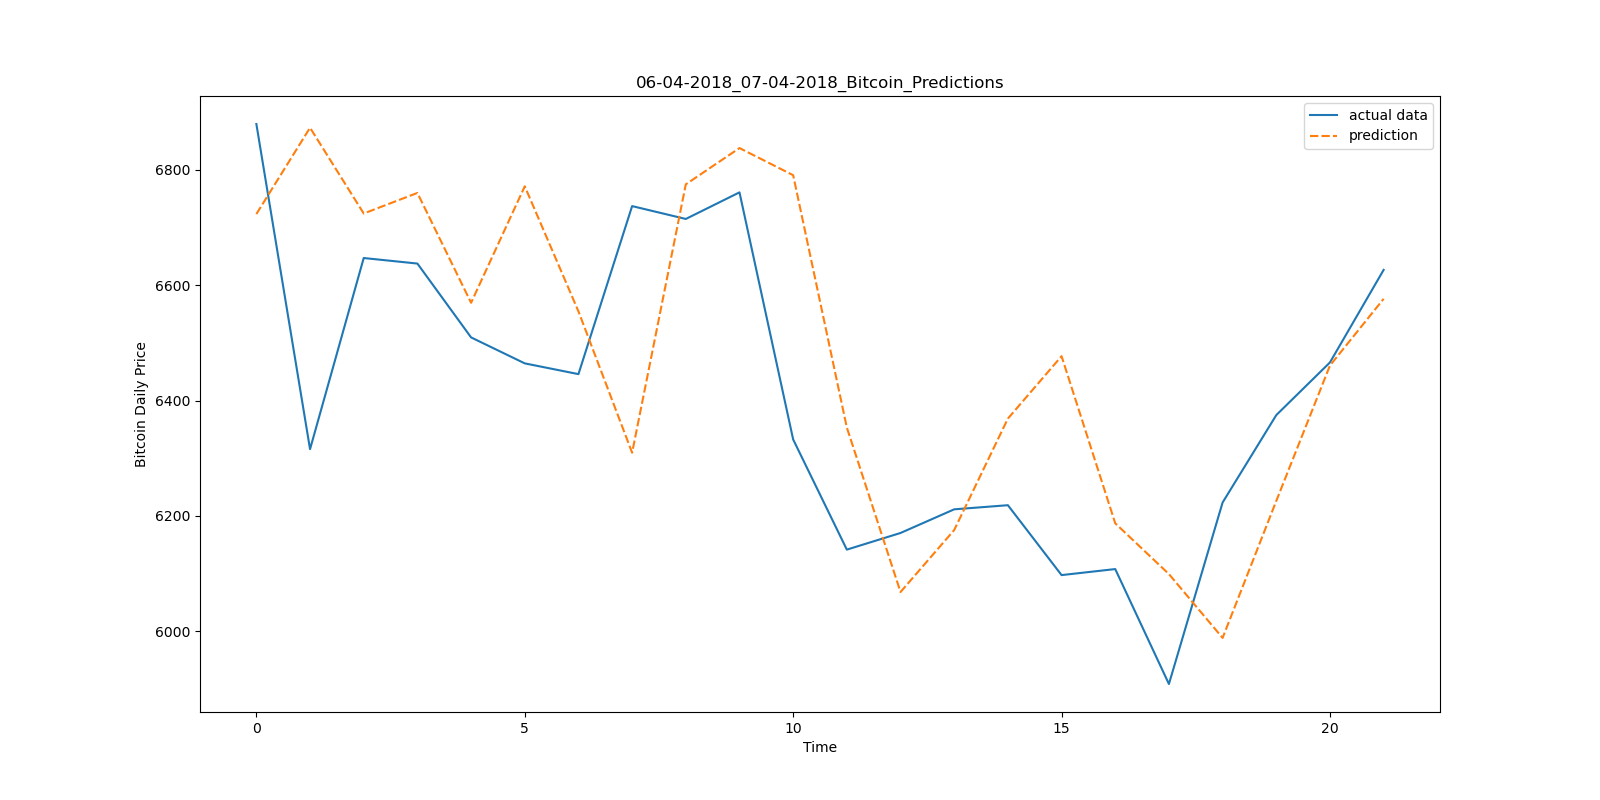 06-04-2018_07-04-2018_Bitcoin_Predictions
actual data
prediction
Bitcoin Daily Price
6800
6600
6400
6200
6000
0 5 10 15 20
Time